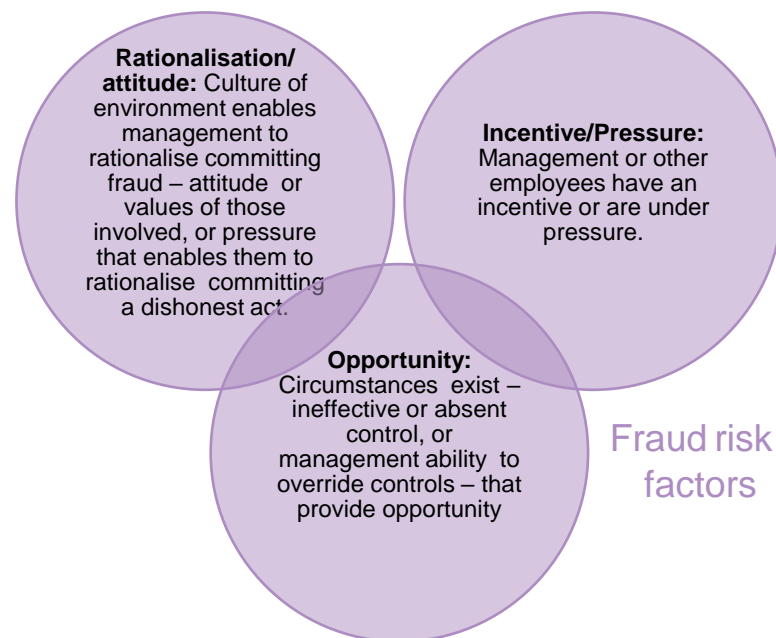 Rationalisation/
attitude: Culture of
environment enables
management to
rationalise committing
fraud – attitude or
values of those
involved, or pressure
that enables them to
rationalise committing
a dishonest act.
Incentive/Pressure:
Management or other
employees have an
incentive or are under
pressure.
Opportunity:
Circumstances exist –
ineffective or absent
control, or
management ability to
override controls – that
provide opportunity
Fraud risk
factors